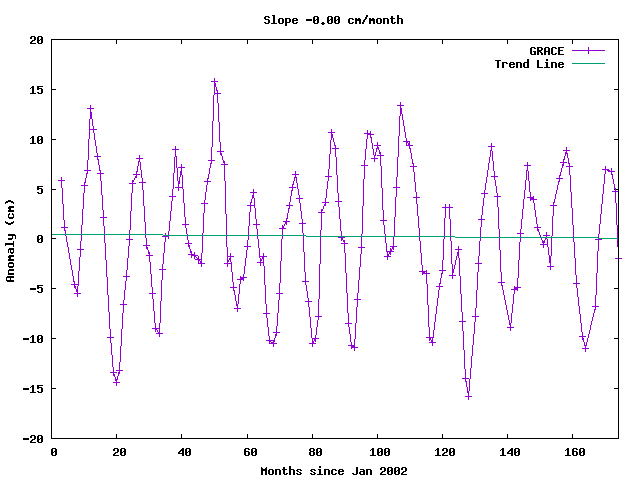 Slope -0.00 cm/month
GRACE
Trend Line
20
15
10
5
0
-5
-10
-15
-20
Anomaly (cm)
0 20 40 60 80 100 120 140 160
Months since Jan 2002